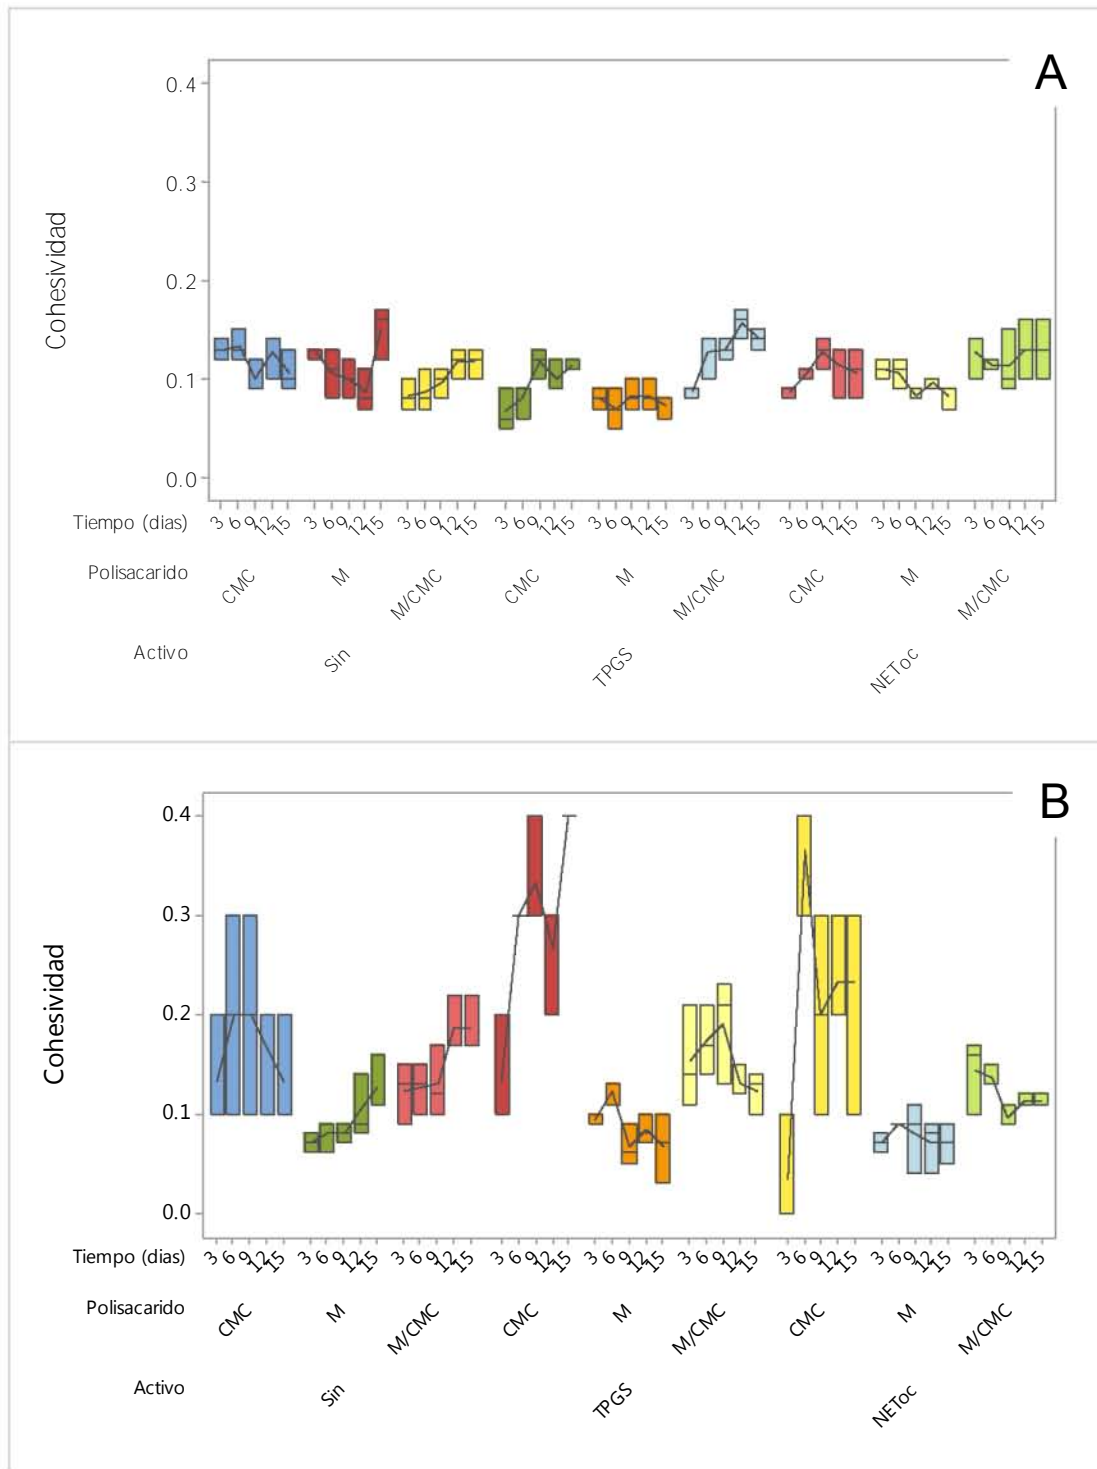 A
0.4
0.3
0.2
0.1
0.0
Cohesividad
Tiempo (dias) 3 6 9 12 15 3 6 9 12 15 3 6 9 12 15 3 6 9 12 15 3 6 9 12 15 3 6 9 12 15 3 6 9 12 15 3 6 9 12 15 3 6 9 12 15
Polisacarido CMC M M/CMC CMC M M/CMC CMC M M/CMC
Activo Sin TPGS NEToc
B
0.4
0.3
0.2
0.1
0.0
Cohesividad
Tiempo (dias) 3 6 9 12 15 3 6 9 12 15 3 6 9 12 15 3 6 9 12 15 3 6 9 12 15 3 6 9 12 15 3 6 9 12 15 3 6 9 12 15 3 6 9 12 15
Polisacarido CMC M M/CMC CMC M M/CMC CMC M M/CMC
Activo Sin TPGS NEToc